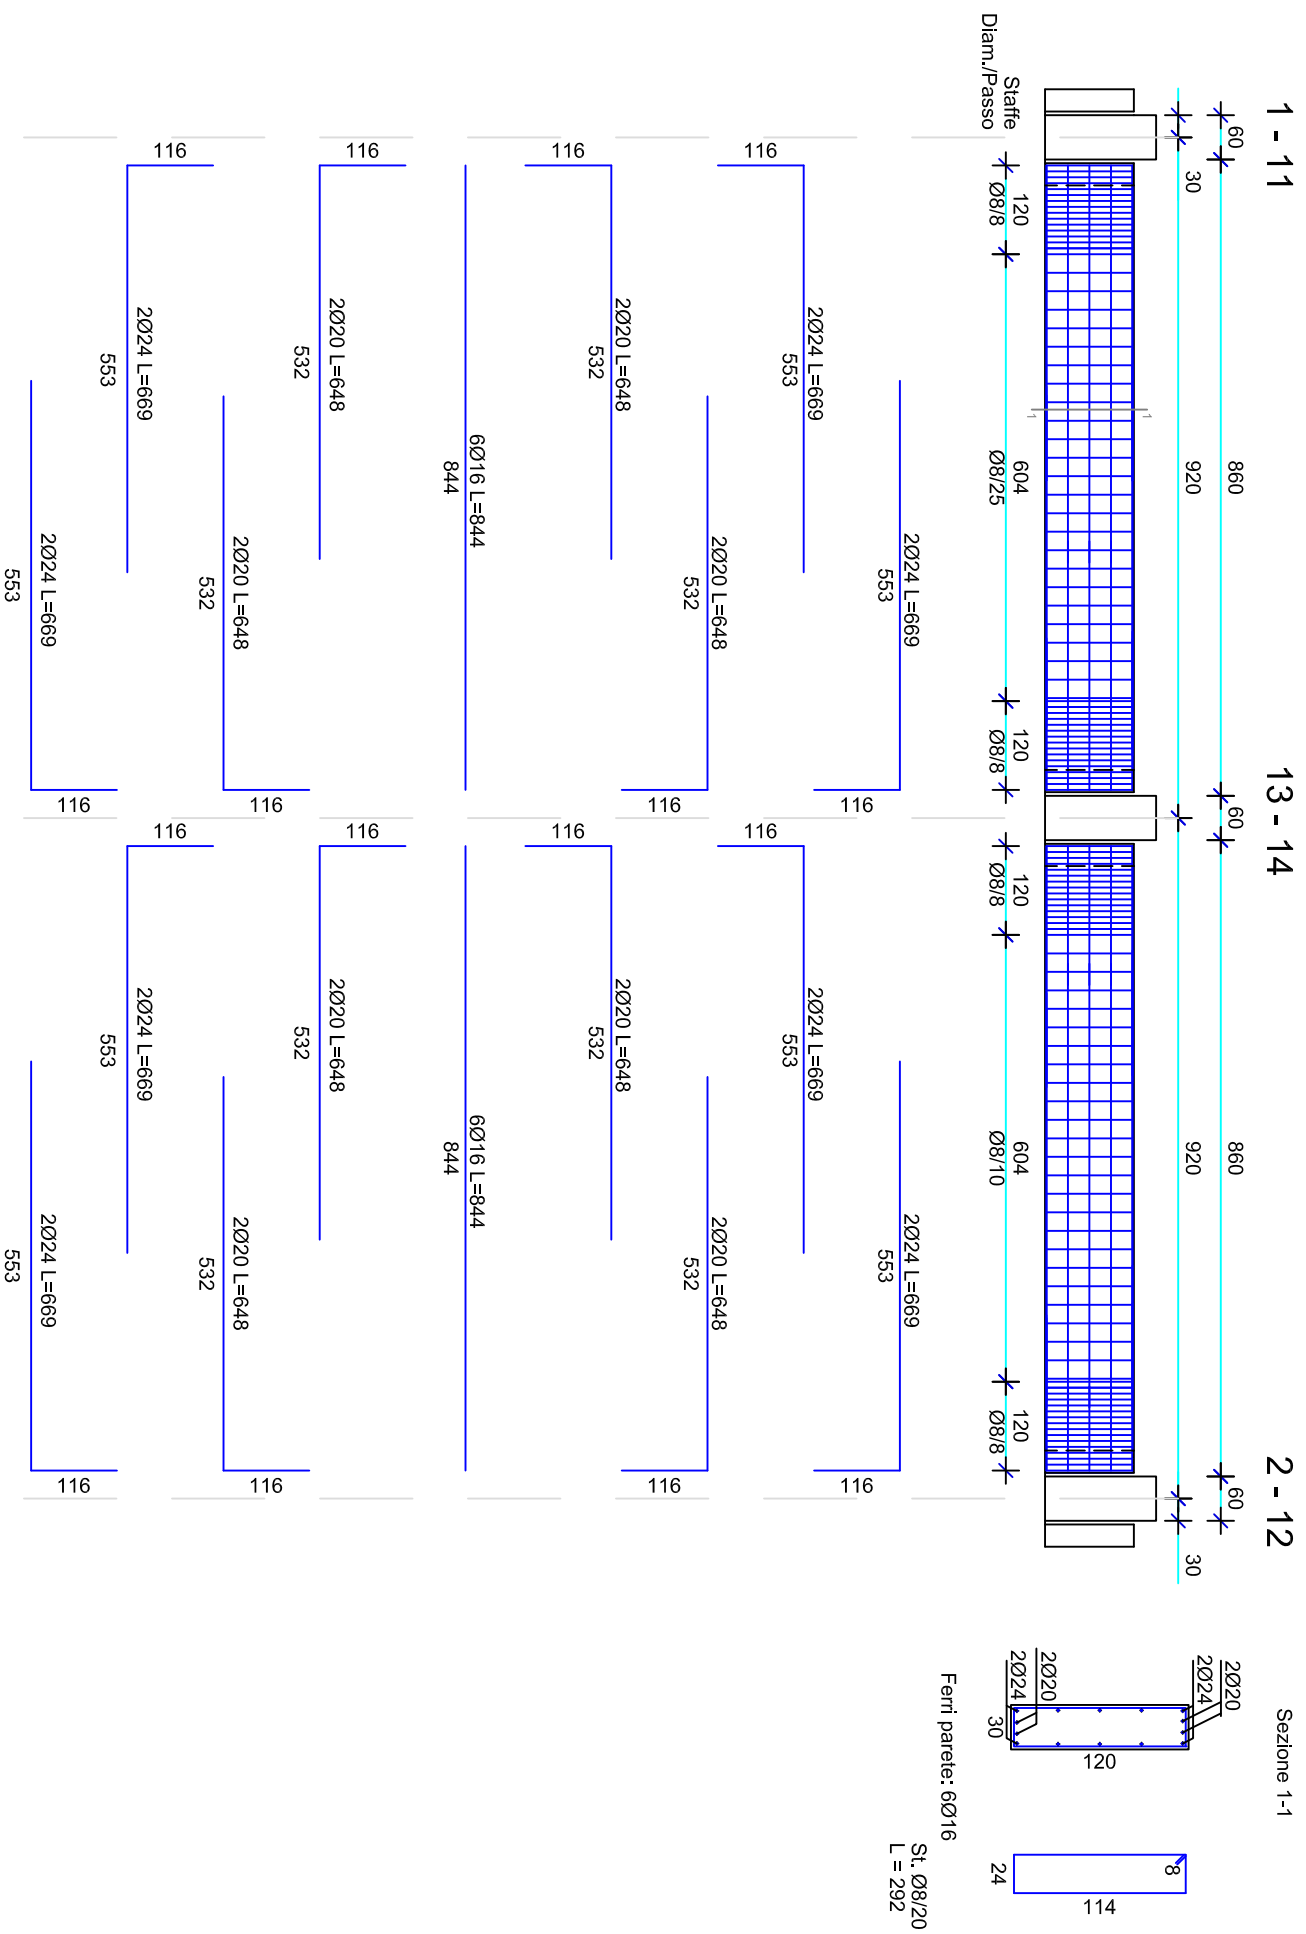 1 - 11
13 - 14
2 - 12
60
860
60
860
60
30
920
920
30
1
1
Staffe
Diam./Passo
120
Ø8/8
604
Ø8/25
120
Ø8/8
120
Ø8/8
604
Ø8/10
120
Ø8/8
2Ø24 L=669
553
116
2Ø24 L=669
553
116
2Ø24 L=669
553
116
2Ø24 L=669
553
116
2Ø20 L=648
532
116
2Ø20 L=648
532
116
2Ø20 L=648
532
116
2Ø20 L=648
532
116
6Ø16 L=844
844
6Ø16 L=844
844
2Ø20 L=648
532
116
2Ø20 L=648
532
116
2Ø20 L=648
532
116
2Ø20 L=648
532
116
2Ø24 L=669
553
116
2Ø24 L=669
553
116
2Ø24 L=669
553
116
2Ø24 L=669
553
116
Sezione 1-1
2Ø20
2Ø24
2Ø20
2Ø24
30
120
Ferri parete: 6Ø16
8
24
114
St. Ø8/20
L = 292